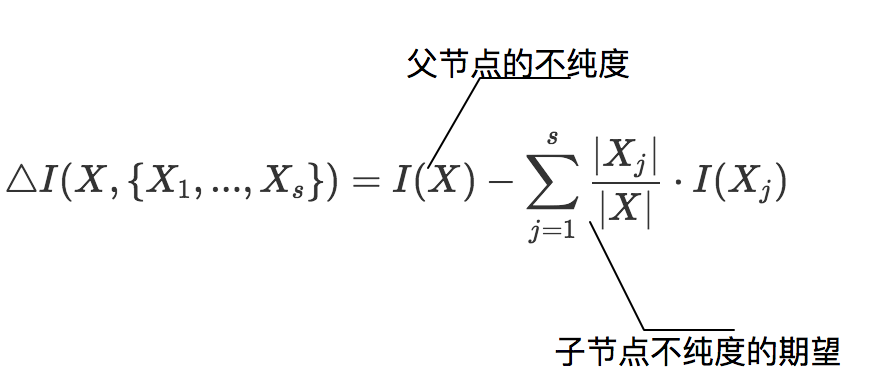 父节点的不纯度
△I(X, {X₁, ..., Xₛ}) = I(X) − ∑_{j=1}^{s} |Xⱼ|/|X| · I(Xⱼ)
子节点不纯度的期望